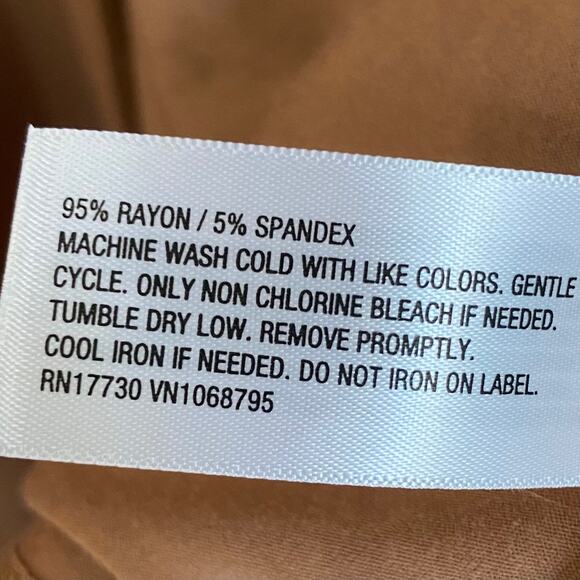 95% RAYON / 5% SPANDEX
MACHINE WASH COLD WITH LIKE COLORS. GENTLE
CYCLE. ONLY NON CHLORINE BLEACH IF NEEDED.
TUMBLE DRY LOW. REMOVE PROMPTLY.
COOL IRON IF NEEDED. DO NOT IRON ON LABEL.
RN17730 VN1068795